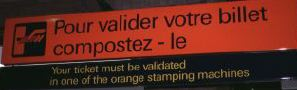 Pour valider votre billet
compostez - le
Your ticket must be validated
in one of the orange stamping machines